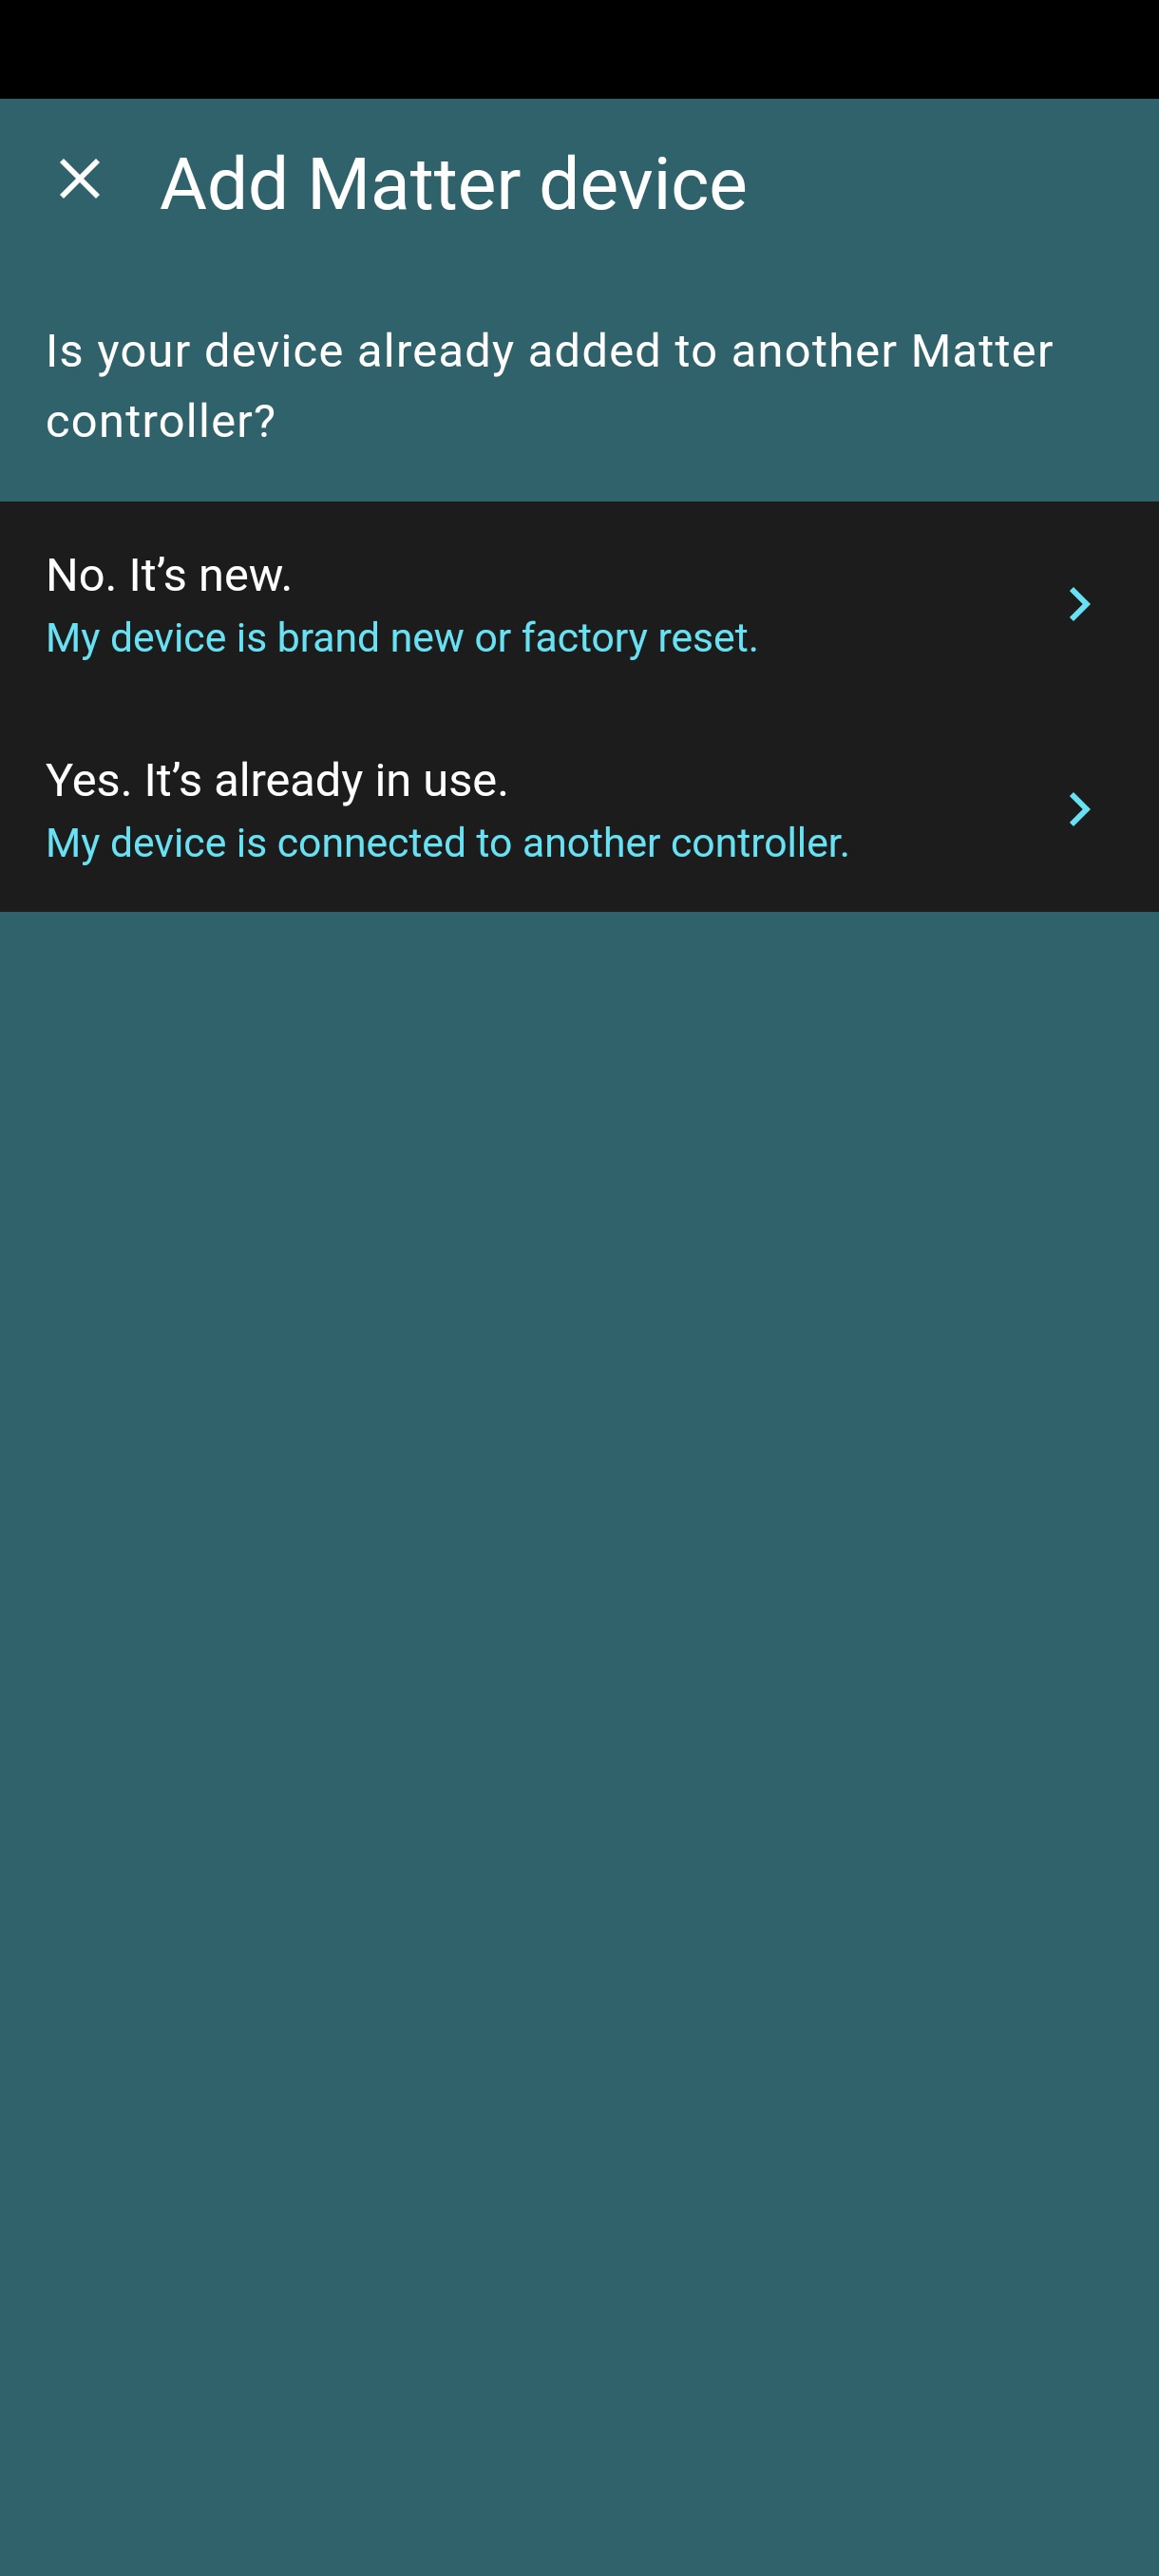 Add Matter device
Is your device already added to another Matter
controller?
No. It’s new.
My device is brand new or factory reset.
Yes. It’s already in use.
My device is connected to another controller.